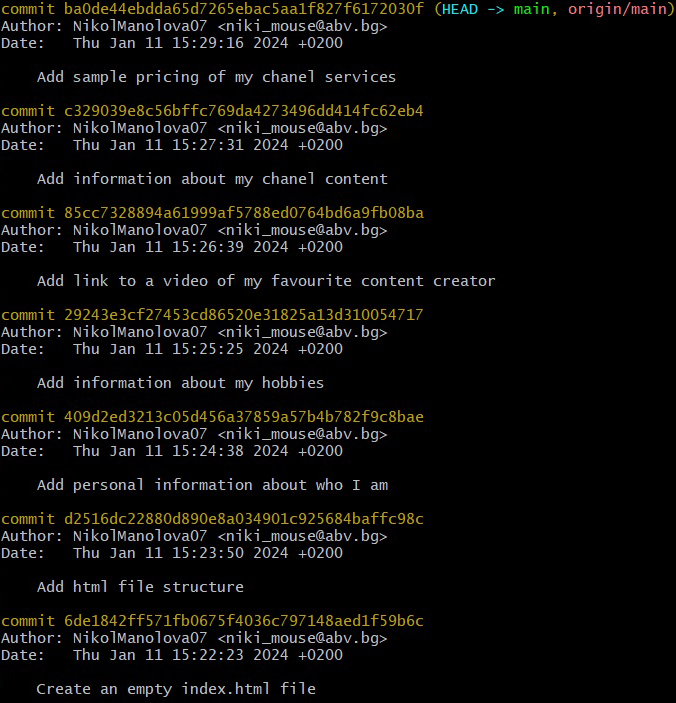 commit ba0de44ebdda65d7265ebac5aa1f827f6172030f (HEAD -> main, origin/main)
Author: NikolManolova07 <niki_mouse@abv.bg>
Date:   Thu Jan 11 15:29:16 2024 +0200
Add sample pricing of my chanel services
commit c329039e8c56bffc769da4273496dd414fc62eb4
Author: NikolManolova07 <niki_mouse@abv.bg>
Date:   Thu Jan 11 15:27:31 2024 +0200
Add information about my chanel content
commit 85cc7328894a61999af5788ed0764bd6a9fb08ba
Author: NikolManolova07 <niki_mouse@abv.bg>
Date:   Thu Jan 11 15:26:39 2024 +0200
Add link to a video of my favourite content creator
commit 29243e3cf27453cd86520e31825a13d310054717
Author: NikolManolova07 <niki_mouse@abv.bg>
Date:   Thu Jan 11 15:25:25 2024 +0200
Add information about my hobbies
commit 409d2ed3213c05d456a37859a57b4b782f9c8bae
Author: NikolManolova07 <niki_mouse@abv.bg>
Date:   Thu Jan 11 15:24:38 2024 +0200
Add personal information about who I am
commit d2516dc22880d890e8a034901c925684baffc98c
Author: NikolManolova07 <niki_mouse@abv.bg>
Date:   Thu Jan 11 15:23:50 2024 +0200
Add html file structure
commit 6de1842ff571fb0675f4036c797148aed1f59b6c
Author: NikolManolova07 <niki_mouse@abv.bg>
Date:   Thu Jan 11 15:22:23 2024 +0200
Create an empty index.html file